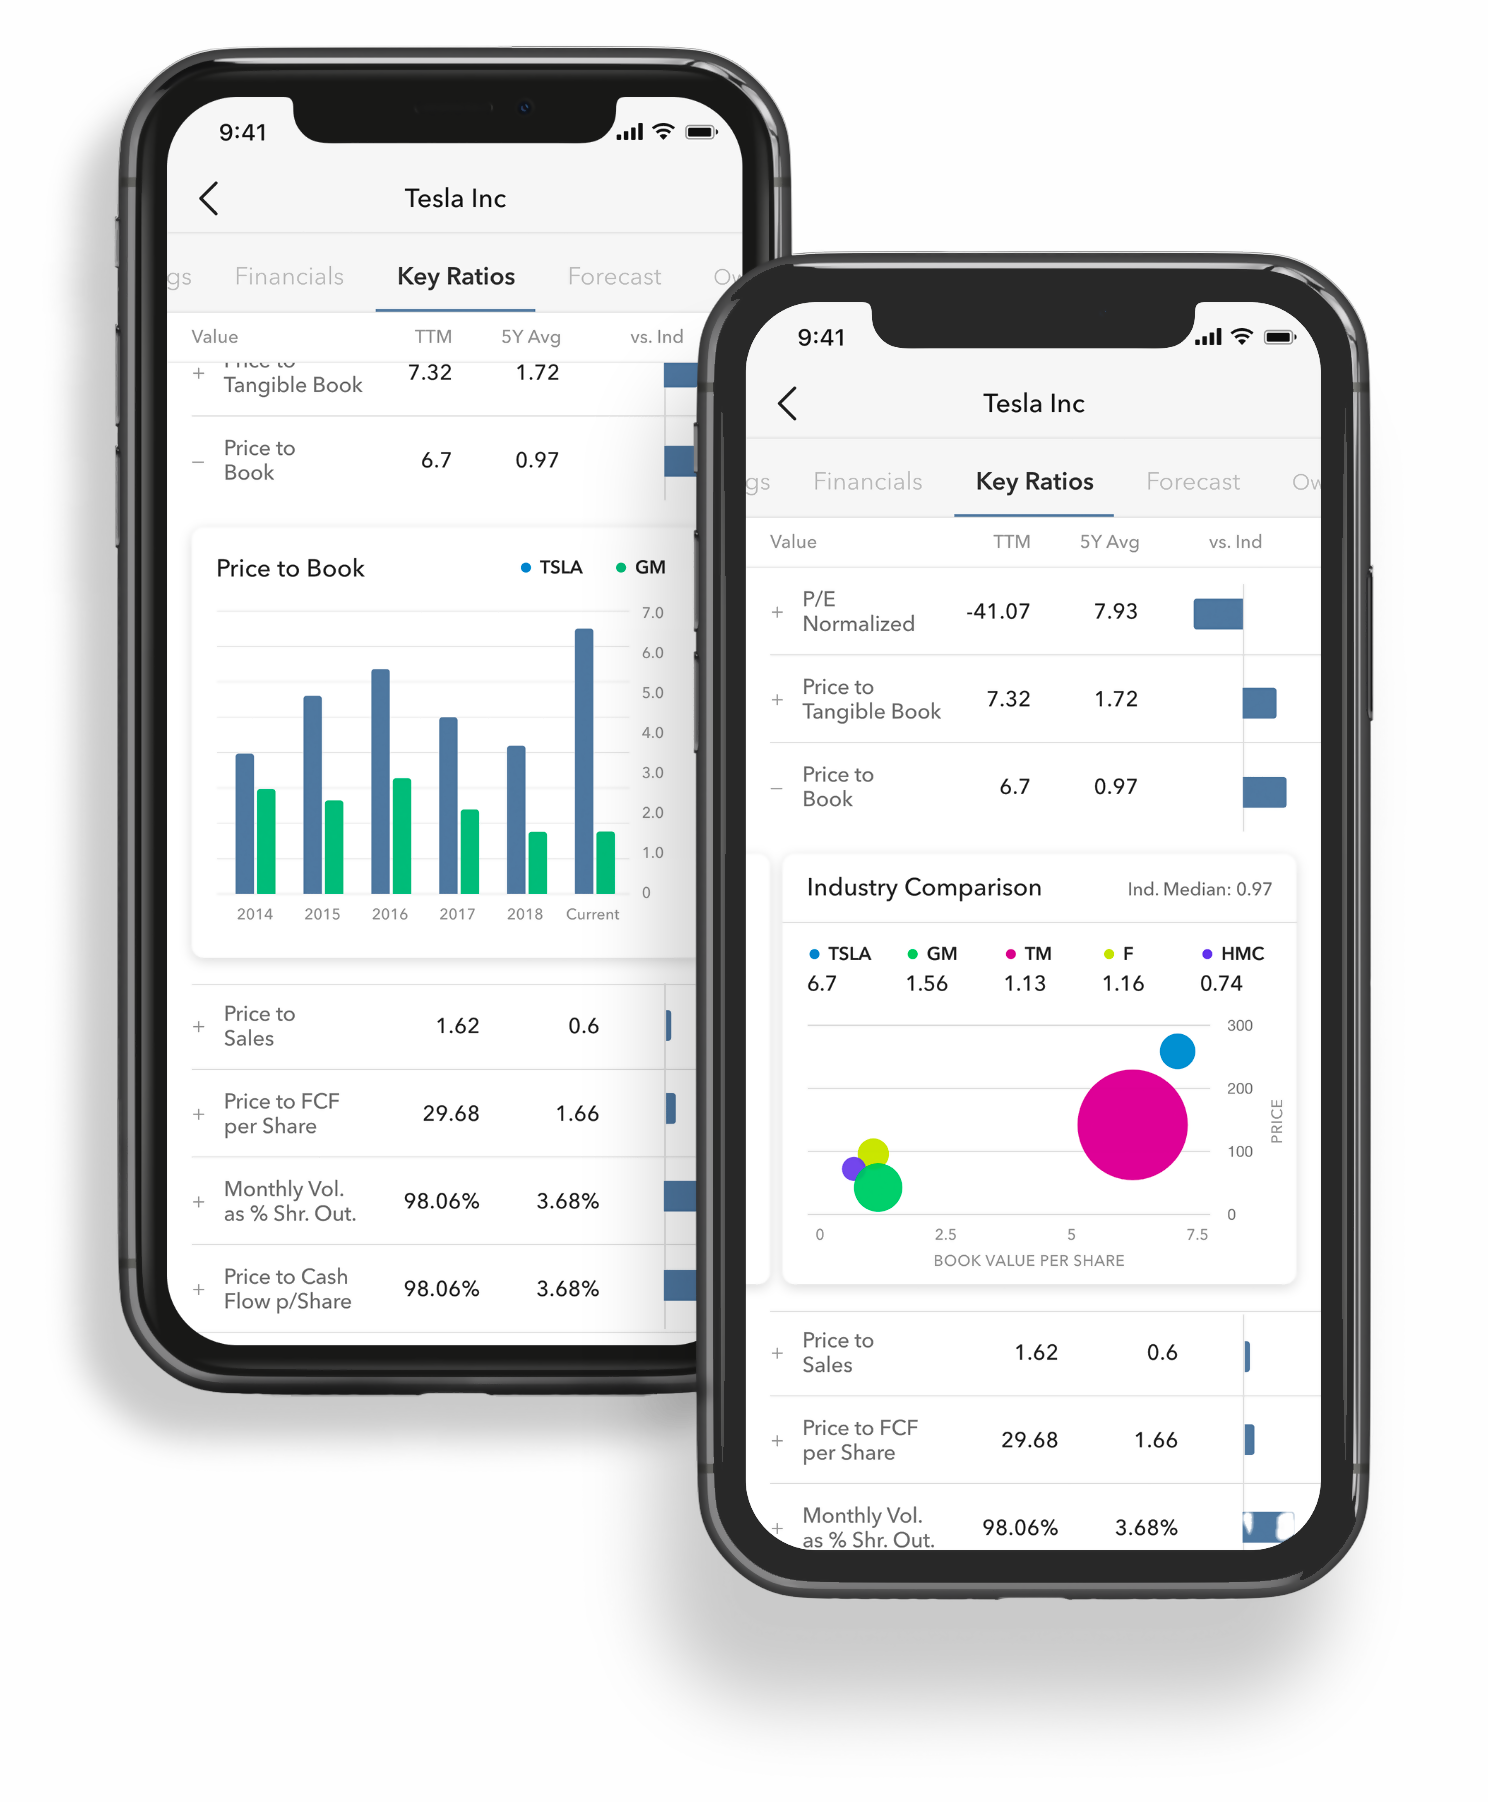 9:41
Tesla Inc
gs Financials Key Ratios Forecast Ow
Value TTM 5Y Avg vs. Ind
+ Price to
Tangible Book 7.32 1.72
– Price to
Book 6.7 0.97
Price to Book TSLA GM
7.0
6.0
5.0
4.0
3.0
2.0
1.0
0
2014 2015 2016 2017 2018 Current
+ Price to
Sales 1.62 0.6
+ Price to FCF
per Share 29.68 1.66
+ Monthly Vol.
as % Shr. Out. 98.06% 3.68%
+ Price to Cash
Flow p/Share 98.06% 3.68%
9:41
Tesla Inc
gs Financials Key Ratios Forecast Ow
Value TTM 5Y Avg vs. Ind
+ P/E
Normalized -41.07 7.93
+ Price to
Tangible Book 7.32 1.72
– Price to
Book 6.7 0.97
Industry Comparison Ind. Median: 0.97
TSLA GM TM F HMC
6.7 1.56 1.13 1.16 0.74
300
200
100
0
PRICE
0 2.5 5 7.5
BOOK VALUE PER SHARE
+ Price to
Sales 1.62 0.6
+ Price to FCF
per Share 29.68 1.66
+ Monthly Vol.
as % Shr. Out. 98.06% 3.68%